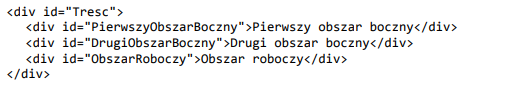 <div id="Tresc">
<div id="PierwszyObszarBoczny">Pierwszy obszar boczny</div>
<div id="DrugiObszarBoczny">Drugi obszar boczny</div>
<div id="ObszarRoboczy">Obszar roboczy</div>
</div>